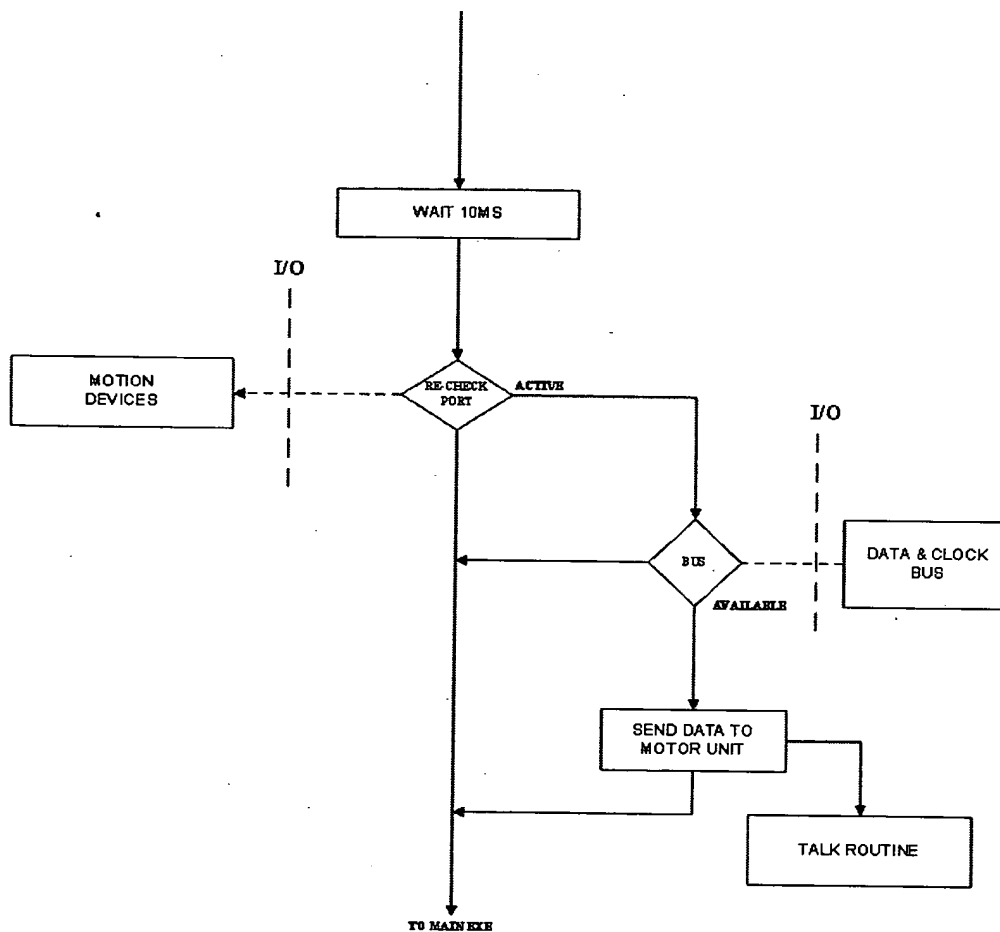 WAIT 10MS
I/O
MOTION
DEVICES
RE-CHECK
PORT
ACTIVE
I/O
BUS
DATA & CLOCK
BUS
AVAILABLE
SEND DATA TO
MOTOR UNIT
TALK ROUTINE
TO MAIN EXE